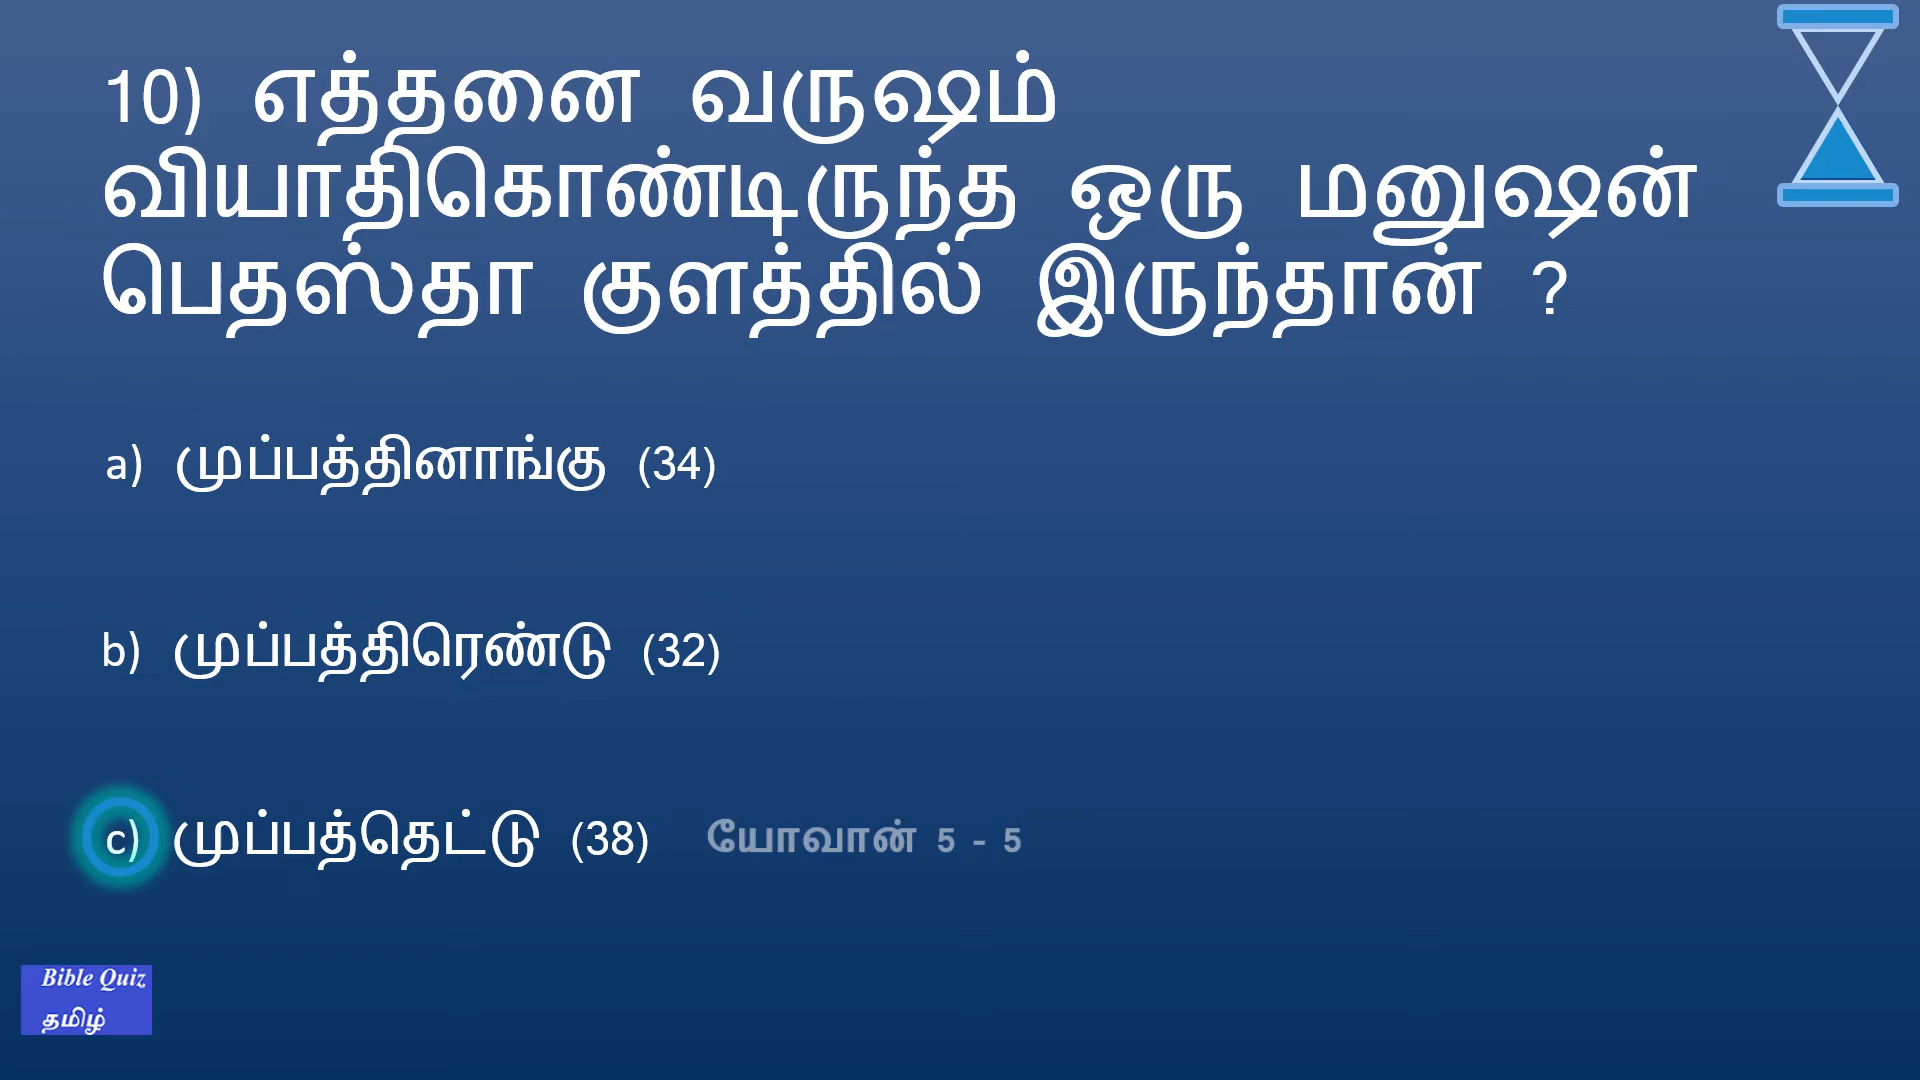 10) எத்தனை வருஷம்
வியாதிகொண்டிருந்த ஒரு மனுஷன்
பெதஸ்தா குளத்தில் இருந்தான் ?
a) முப்பத்தினாங்கு (34)
b) முப்பத்திரெண்டு (32)
c) முப்பத்தெட்டு (38) யோவான் 5 - 5
Bible Quiz
தமிழ்